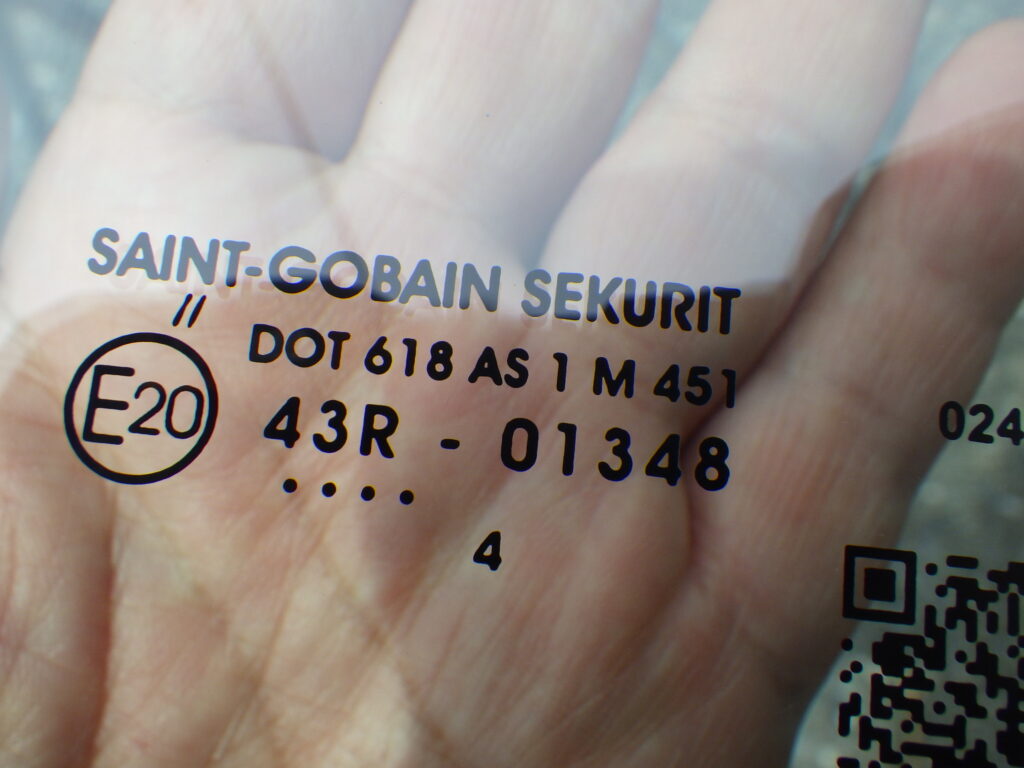 SAINT-GOBAIN SEKURIT
//
DOT 618 AS 1 M 451
E20
43R - 01348
024
....
4